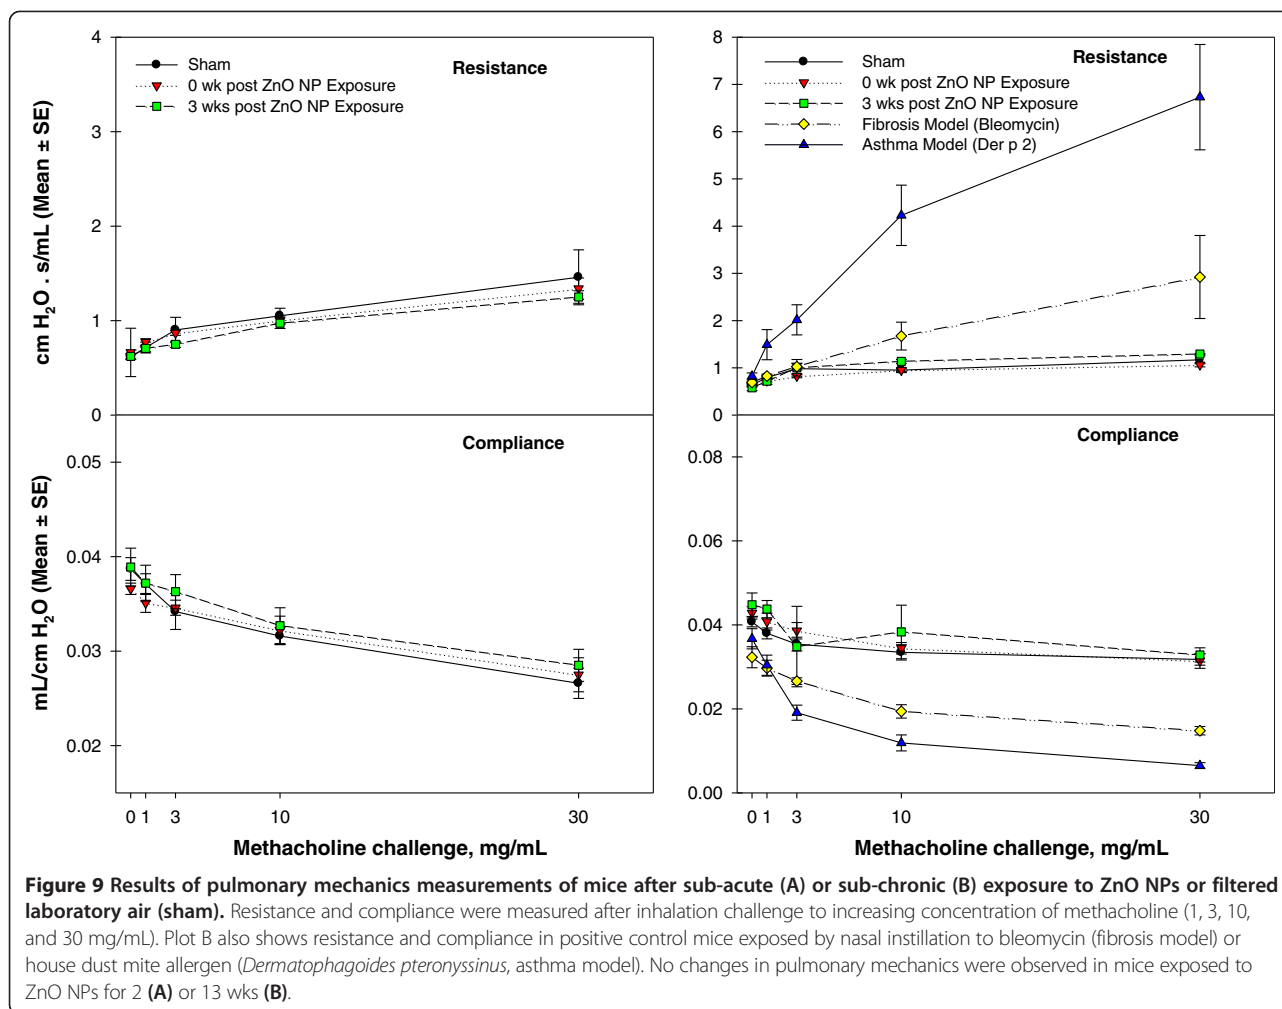 4
3
2
1
0
cm H2O . s/mL (Mean ± SE)
Sham
0 wk post ZnO NP Exposure
3 wks post ZnO NP Exposure
Resistance
8
7
6
5
4
3
2
1
0
Sham
0 wk post ZnO NP Exposure
3 wks post ZnO NP Exposure
Fibrosis Model (Bleomycin)
Asthma Model (Der p 2)
Resistance
0.05
0.04
0.03
0.02
mL/cm H2O (Mean ± SE)
Compliance
0 1 3 10 30
Methacholine challenge, mg/mL
0.08
0.06
0.04
0.02
0.00
Compliance
0 1 3 10 30
Methacholine challenge, mg/mL
Figure 9 Results of pulmonary mechanics measurements of mice after sub-acute (A) or sub-chronic (B) exposure to ZnO NPs or filtered
laboratory air (sham). Resistance and compliance were measured after inhalation challenge to increasing concentration of methacholine (1, 3, 10,
and 30 mg/mL). Plot B also shows resistance and compliance in positive control mice exposed by nasal instillation to bleomycin (fibrosis model) or
house dust mite allergen (Dermatophagoides pteronyssinus, asthma model). No changes in pulmonary mechanics were observed in mice exposed to
ZnO NPs for 2 (A) or 13 wks (B).